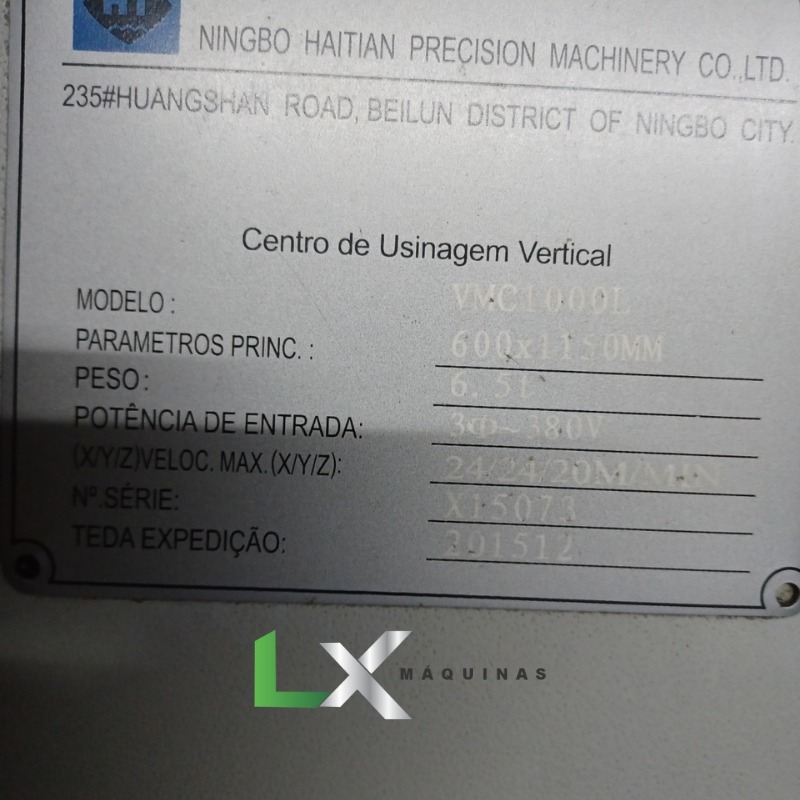 NINGBO HAITIAN PRECISION MACHINERY CO.,LTD.
235#HUANGSHAN ROAD, BEILUN DISTRICT OF NINGBO CITY.
Centro de Usinagem Vertical
MODELO: VMC1000L
PARAMETROS PRINC.: 600x1150MM
PESO: 6.5t
POTÊNCIA DE ENTRADA: 3Φ~380V
(X/Y/Z)VELOC. MAX.(X/Y/Z): 24/24/20M/MIN
Nº.SÉRIE: X15073
TEDA EXPEDIÇÃO: 201512
LX MÁQUINAS